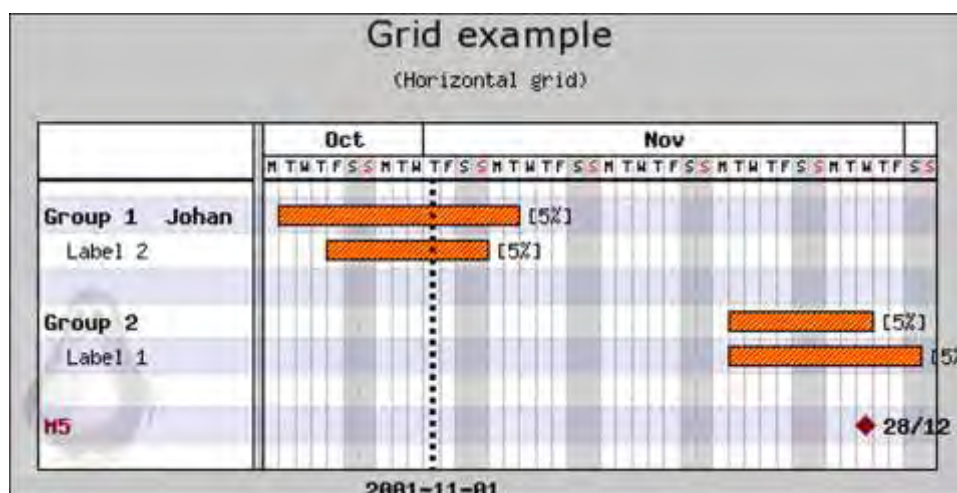 Grid example
(Horizontal grid)
Oct Nov
M T W T F S S M T W T F S S M T W T F S S M T W T F S S M T W T F S S M T W T F S S
Group 1 Johan [5%]
Label 2 [5%]
Group 2 [5%]
Label 1 [5%
M5 28/12
2001-11-01